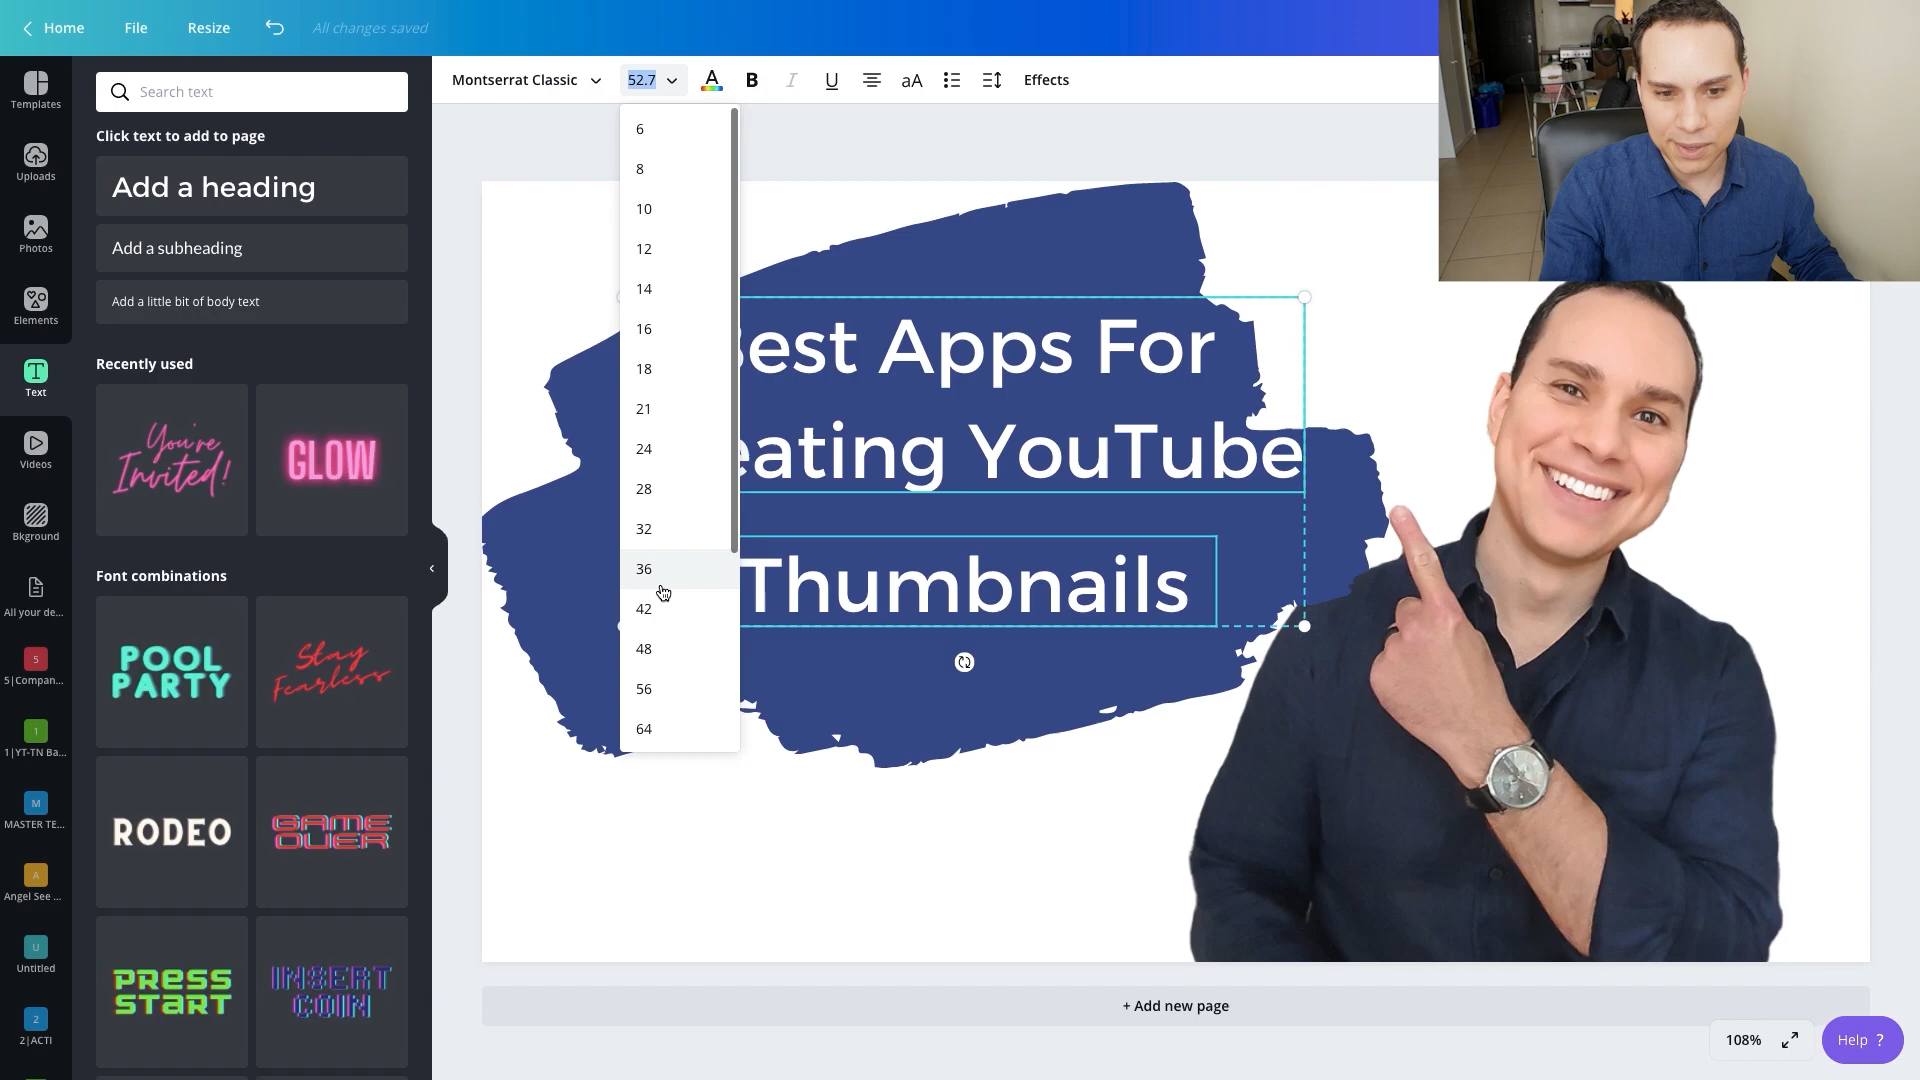 Home
File
Resize
All changes saved
Templates
Uploads
Photos
Elements
Text
Videos
Bkground
All your de...
5
5|Compan...
1
1|YT-TN Ba...
M
MASTER TE...
A
Angel See ...
U
Untitled
2
2|ACTI
Search text
Click text to add to page
Add a heading
Add a subheading
Add a little bit of body text
Recently used
You're
Invited!
GLOW
Font combinations
POOL
PARTY
Stay
Fearless
RODEO
GAME
OVER
PRESS
START
INSERT
COIN
Montserrat Classic
52.7
A
B
I
U
aA
Effects
6
8
10
12
14
16
18
21
24
28
32
36
42
48
56
64
Best Apps For
eating YouTube
Thumbnails
+ Add new page
108%
Help ?